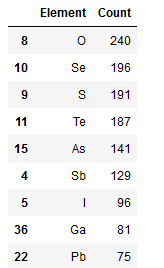 Element Count
8 O 240
10 Se 196
9 S 191
11 Te 187
15 As 141
4 Sb 129
5 I 96
36 Ga 81
22 Pb 75